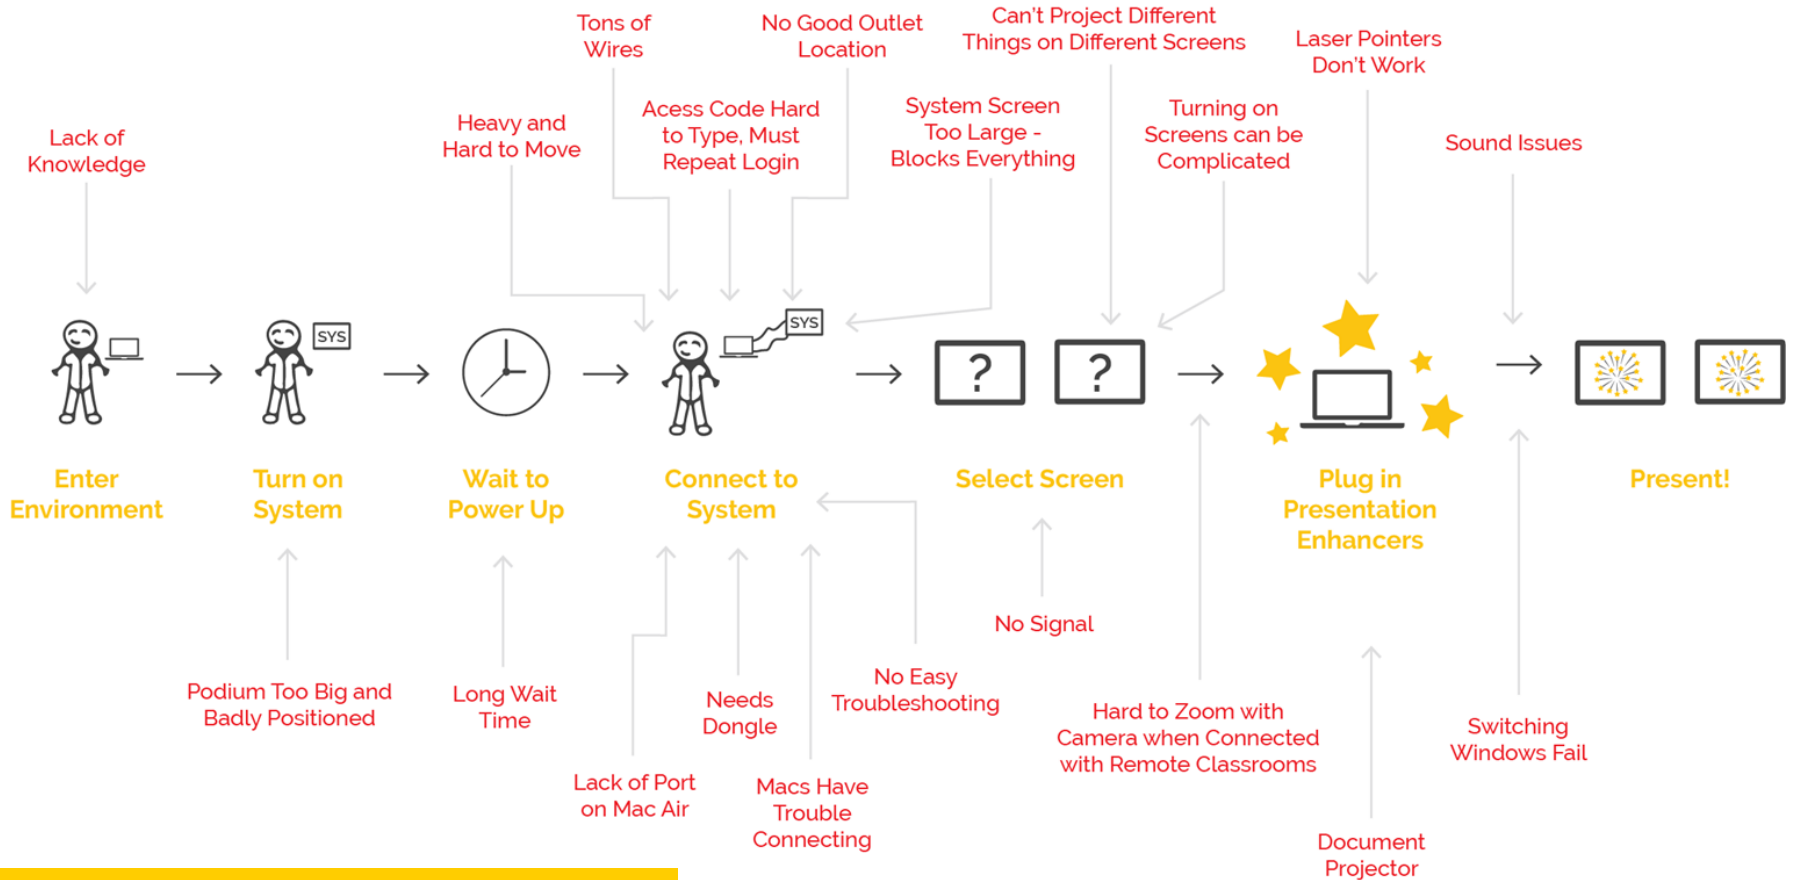 Tons of
Wires
No Good Outlet
Location
Can't Project Different
Things on Different Screens
Laser Pointers
Don't Work
Lack of
Knowledge
Heavy and
Hard to Move
Acess Code Hard
to Type, Must
Repeat Login
System Screen
Too Large -
Blocks Everything
Turning on
Screens can be
Complicated
Sound Issues
SYS
SYS
?
?
Enter
Environment
Turn on
System
Wait to
Power Up
Connect to
System
Select Screen
Plug in
Presentation
Enhancers
Present!
Podium Too Big and
Badly Positioned
Long Wait
Time
Lack of Port
on Mac Air
Needs
Dongle
Macs Have
Trouble
Connecting
No Easy
Troubleshooting
No Signal
Hard to Zoom with
Camera when Connected
with Remote Classrooms
Document
Projector
Switching
Windows Fail